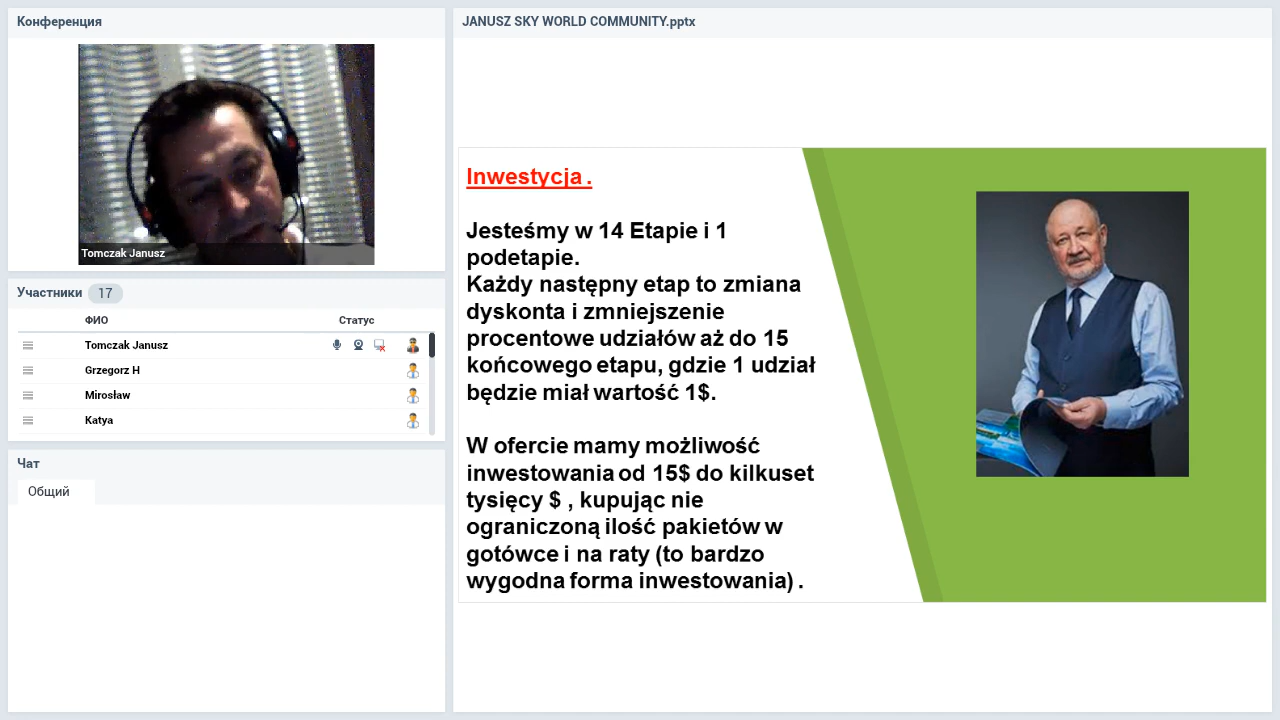 Конференция
Tomczak Janusz
Участники 17
ФИО Статус
Tomczak Janusz
Grzegorz H
Mirosław
Katya
Чат
Общий
JANUSZ SKY WORLD COMMUNITY.pptx
Inwestycja .
Jesteśmy w 14 Etapie i 1
podetapie.
Każdy następny etap to zmiana
dyskonta i zmniejszenie
procentowe udziałów aż do 15
końcowego etapu, gdzie 1 udział
będzie miał wartość 1$.
W ofercie mamy możliwość
inwestowania od 15$ do kilkuset
tysięcy $ , kupując nie
ograniczoną ilość pakietów w
gotówce i na raty (to bardzo
wygodna forma inwestowania) .